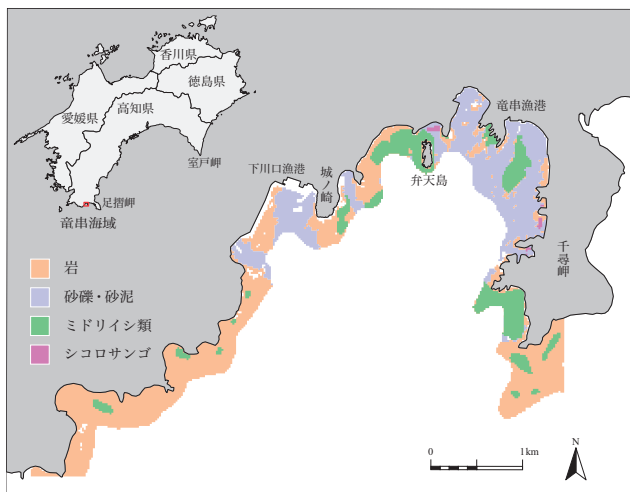 香川県
徳島県
愛媛県
高知県
室戸岬
足摺岬
竜串海域
下川口漁港
城ノ崎
弁天島
竜串漁港
千尋岬
岩
砂礫・砂泥
ミドリイシ類
シコロサンゴ
0 1km
N